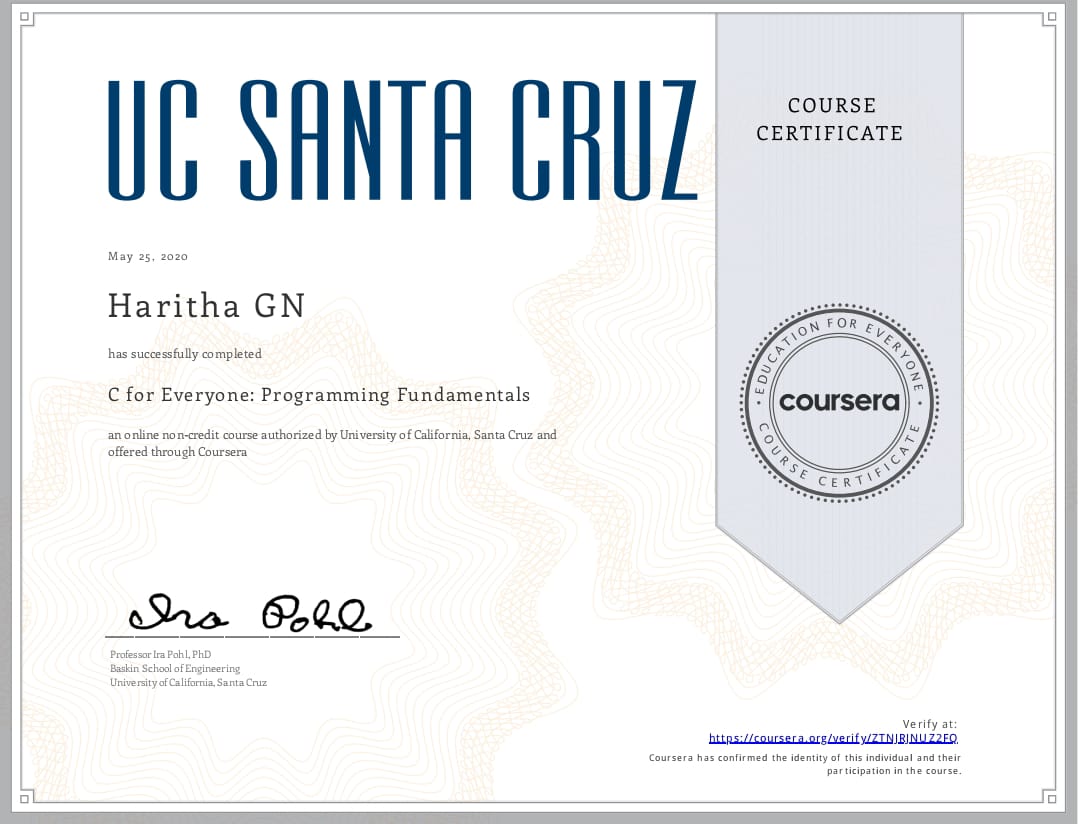 UC SANTA CRUZ
COURSE
CERTIFICATE
May 25, 2020
Haritha GN
has successfully completed
C for Everyone: Programming Fundamentals
an online non-credit course authorized by University of California, Santa Cruz and
offered through Coursera
EDUCATION FOR EVERYONE
coursera
COURSE CERTIFICATE
Ira Pohl
Professor Ira Pohl, PhD
Baskin School of Engineering
University of California, Santa Cruz
Verify at:
https://coursera.org/verify/ZTNJRJNUZ2FQ
Coursera has confirmed the identity of this individual and their
participation in the course.